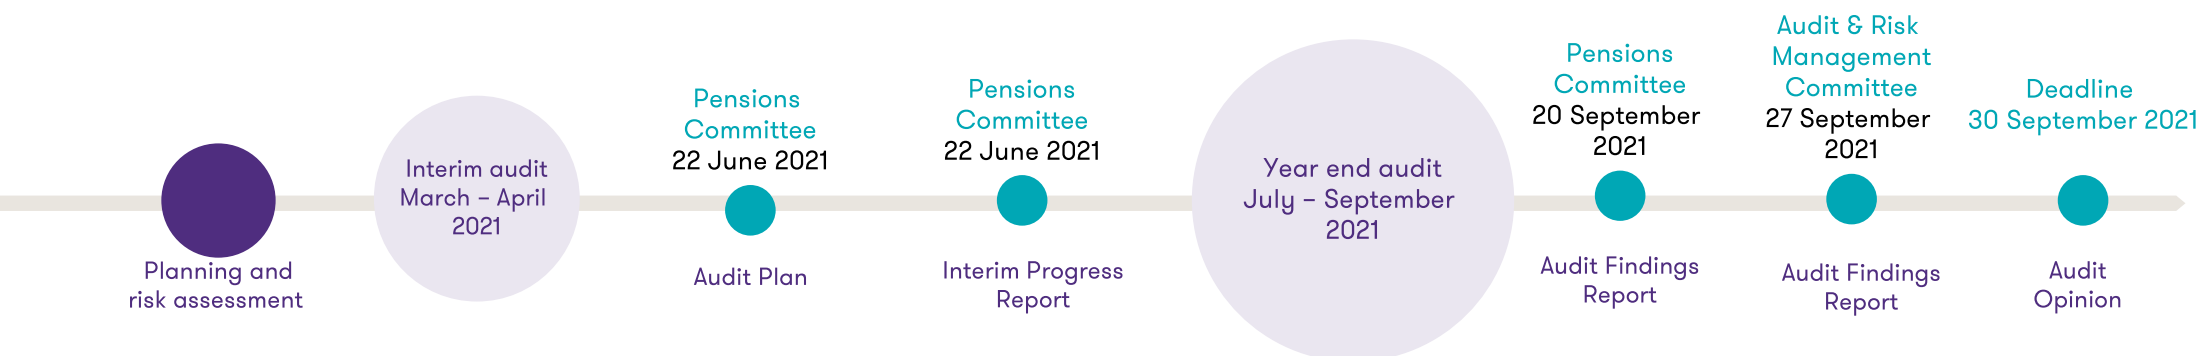 Planning and
risk assessment
Interim audit
March – April
2021
Pensions
Committee
22 June 2021
Audit Plan
Pensions
Committee
22 June 2021
Interim Progress
Report
Year end audit
July – September
2021
Pensions
Committee
20 September
2021
Audit Findings
Report
Audit & Risk
Management
Committee
27 September
2021
Audit Findings
Report
Deadline
30 September 2021
Audit
Opinion